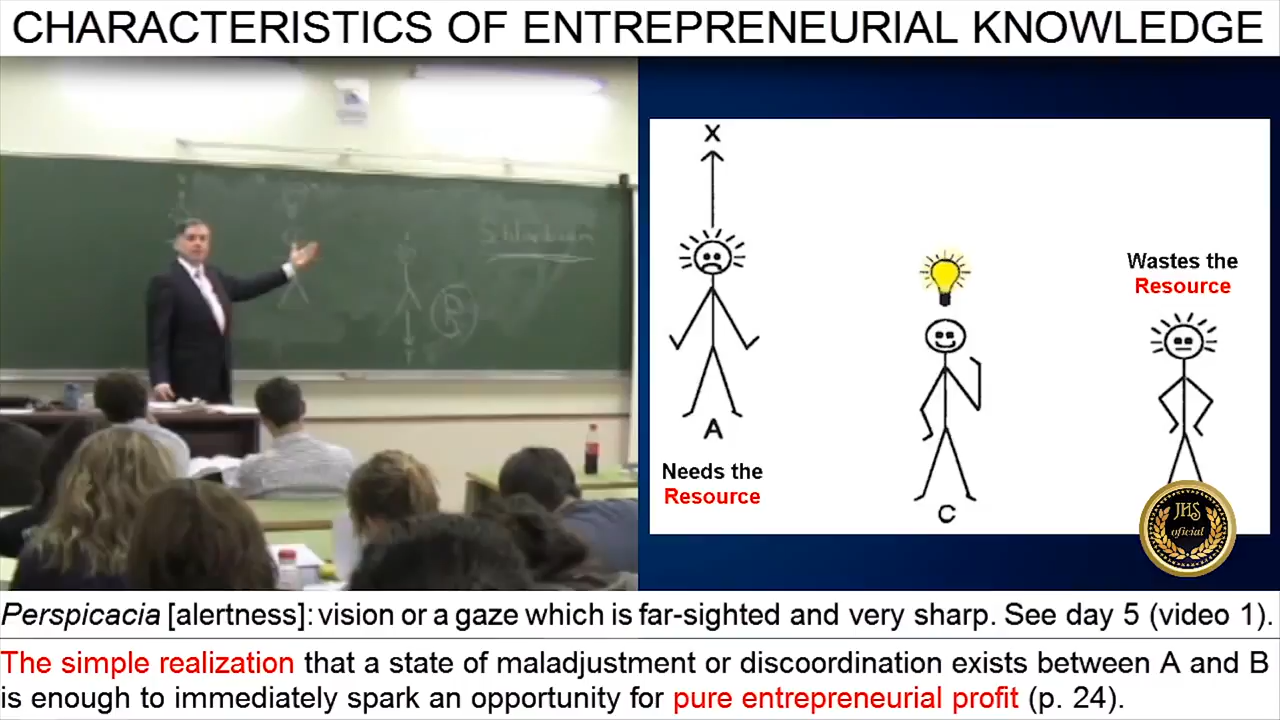 CHARACTERISTICS OF ENTREPRENEURIAL KNOWLEDGE
X
A
Needs the
Resource
C
Wastes the
Resource
JHS
oficial
Perspicacia [alertness]: vision or a gaze which is far-sighted and very sharp. See day 5 (video 1).
The simple realization that a state of maladjustment or discoordination exists between A and B
is enough to immediately spark an opportunity for pure entrepreneurial profit (p. 24).